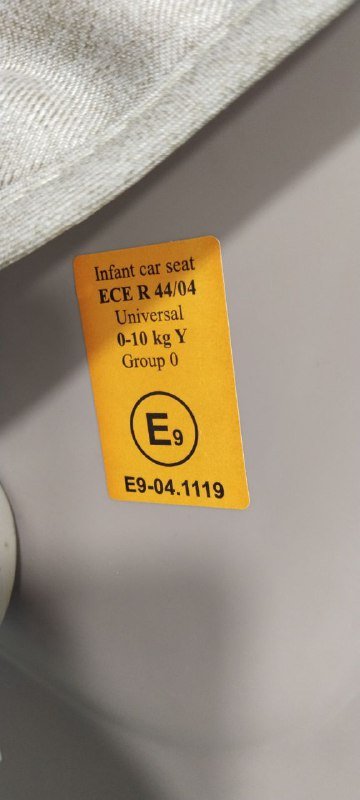 Infant car seat
ECE R 44/04
Universal
0-10 kg Y
Group 0
E9
E9-04.1119